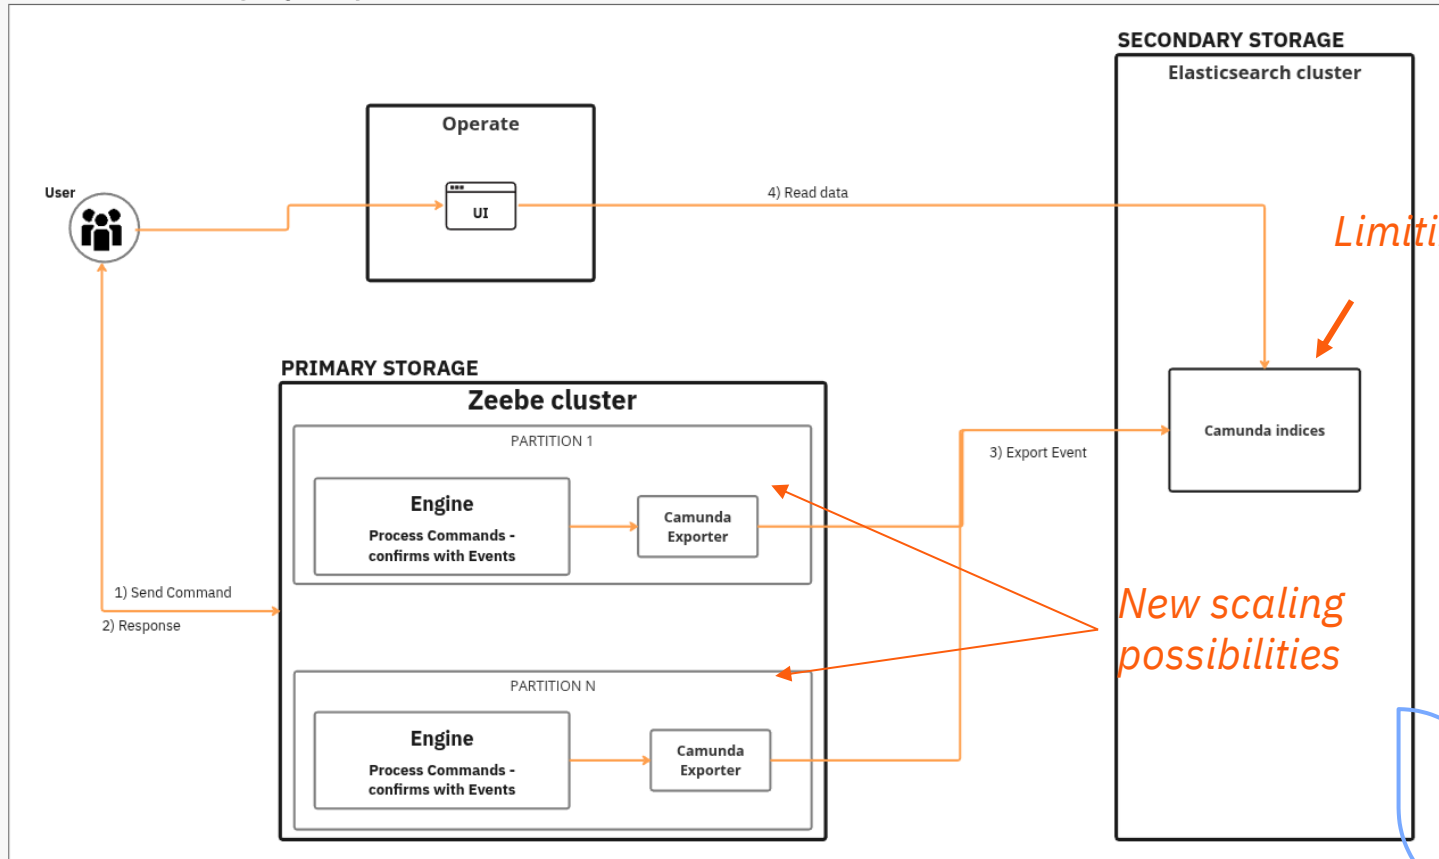 SECONDARY STORAGE
Elasticsearch cluster
Operate
User
UI
4) Read data
PRIMARY STORAGE
Zeebe cluster
PARTITION 1
Engine
Process Commands -
confirms with Events
Camunda
Exporter
3) Export Event
Camunda indices
1) Send Command
2) Response
New scaling
possibilities
PARTITION N
Engine
Process Commands -
confirms with Events
Camunda
Exporter